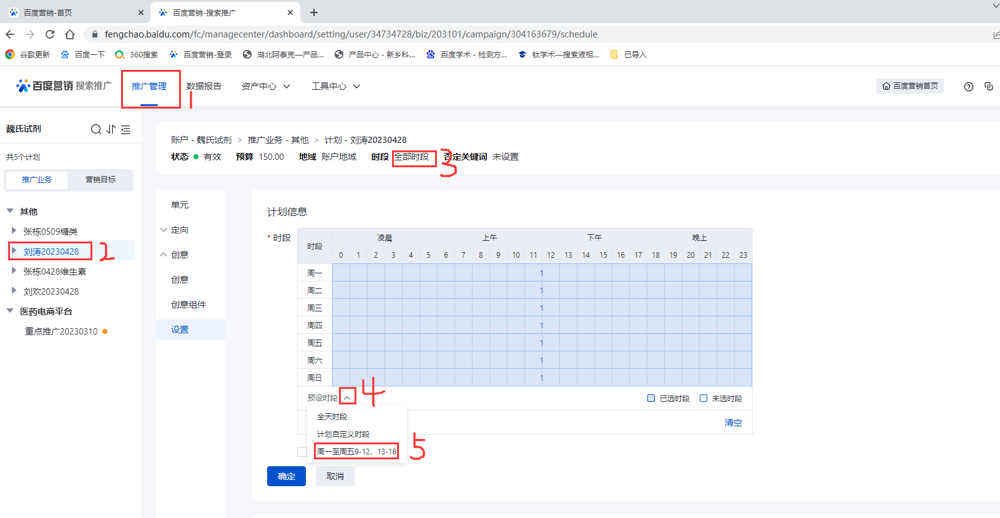 百度营销-首页
百度营销-搜索推广
fengchao.baidu.com/fc/managecenter/dashboard/setting/user/34734728/biz/203101/campaign/304163679/schedule
谷歌更新 百度一下 360搜索 百度营销-登录 湖北阿泰克—产品... 产品中心 - 新乡科... 百度学术 - 检测方... 钛学术—搜索液相... 已导入
百度营销 搜索推广 推广管理 数据报告 资产中心 工具中心 百度营销首页
1
魏氏试剂
共5个计划
推广业务 营销目标
其他
张栋0509糖类
刘涛20230428
2
张栋0428维生素
刘欢20230428
医药电商平台
重点推广20230310
账户 - 魏氏试剂 > 推广业务 - 其他 > 计划 - 刘涛20230428
状态 有效 预算 150.00 地域 账户地域 时段 全部时段 否定关键词 未设置
3
单元
定向
创意
创意
创意组件
设置
计划信息
* 时段
时段 凌晨 上午 下午 晚上
0 1 2 3 4 5 6 7 8 9 10 11 12 13 14 15 16 17 18 19 20 21 22 23
周一 1
周二 1
周三 1
周四 1
周五 1
周六 1
周日 1
预设时段 已选时段 未选时段
4
全天时段
清空
计划自定义时段
周一至周五9-12，13-18
5
确定 取消